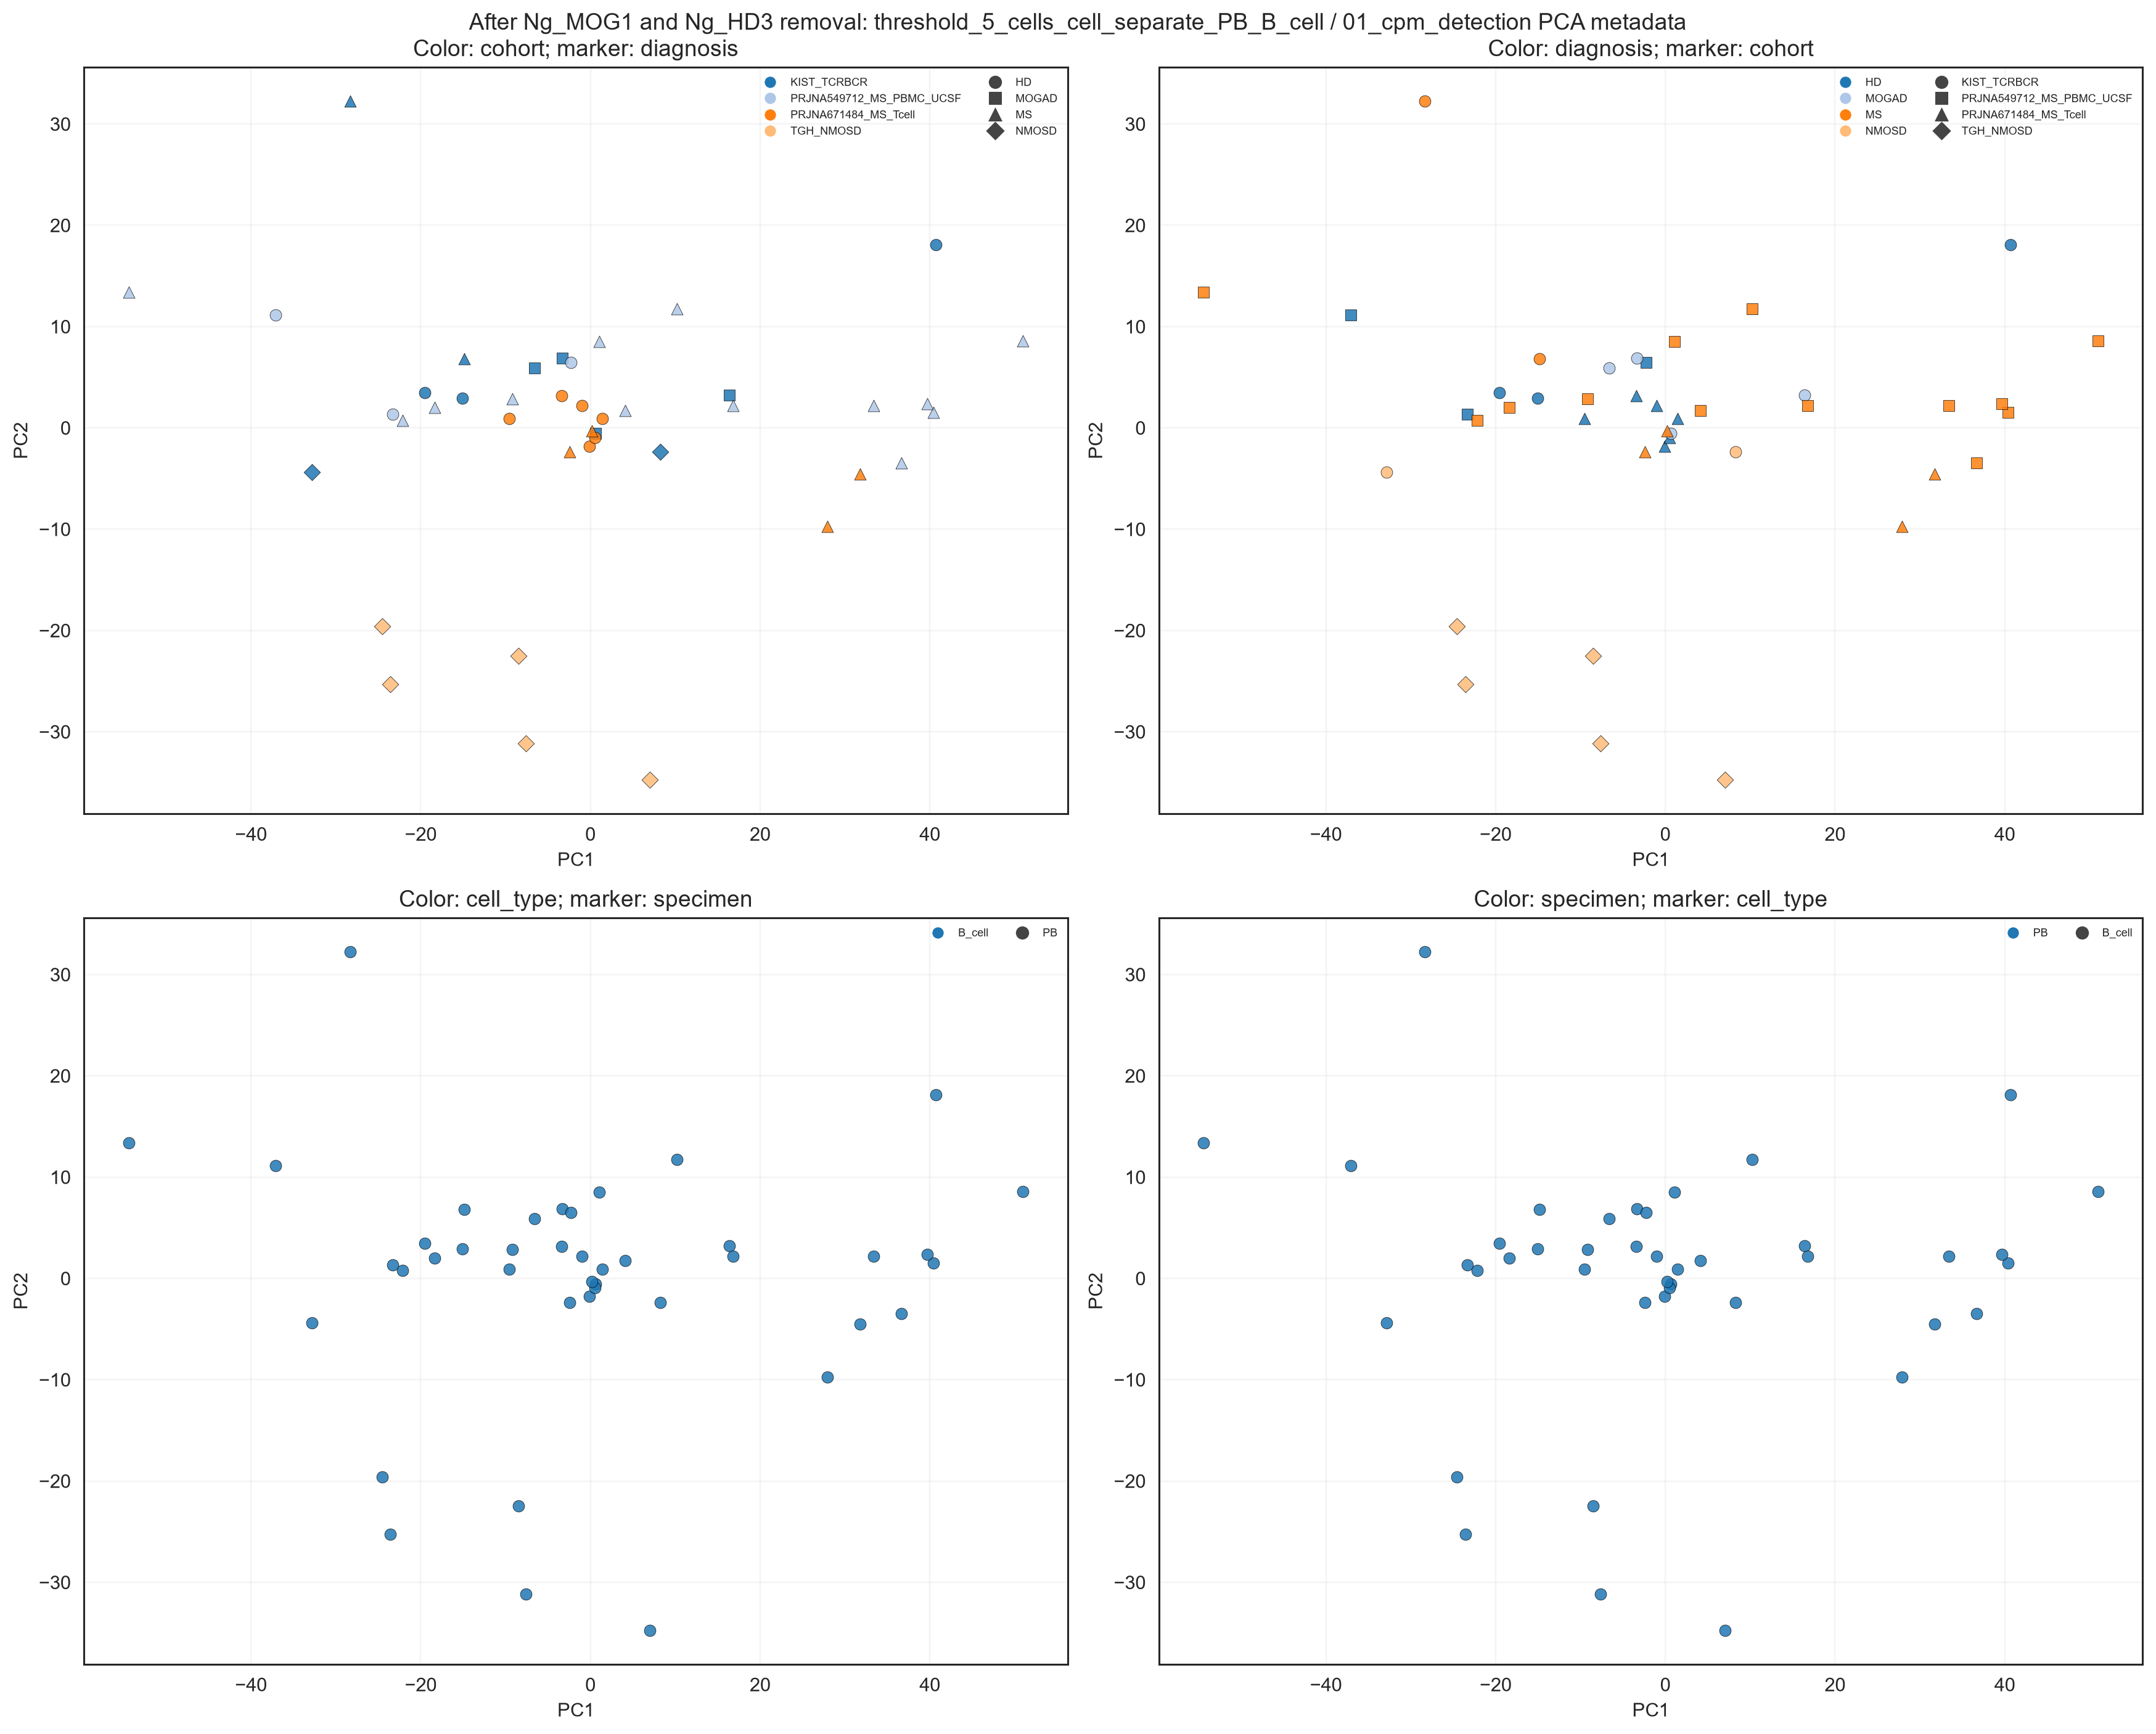 After Ng_MOG1 and Ng_HD3 removal: threshold_5_cells_cell_separate_PB_B_cell / 01_cpm_detection PCA metadata
Color: cohort; marker: diagnosis
KIST_TCRBCR HD
PRJNA549712_MS_PBMC_UCSF MOGAD
PRJNA671484_MS_Tcell MS
TGH_NMOSD NMOSD
30
20
10
0
−10
−20
−30
PC2
−40 −20 0 20 40
PC1
Color: diagnosis; marker: cohort
HD KIST_TCRBCR
MOGAD PRJNA549712_MS_PBMC_UCSF
MS PRJNA671484_MS_Tcell
NMOSD TGH_NMOSD
30
20
10
0
−10
−20
−30
PC2
−40 −20 0 20 40
PC1
Color: cell_type; marker: specimen
B_cell PB
30
20
10
0
−10
−20
−30
PC2
−40 −20 0 20 40
PC1
Color: specimen; marker: cell_type
PB B_cell
30
20
10
0
−10
−20
−30
PC2
−40 −20 0 20 40
PC1